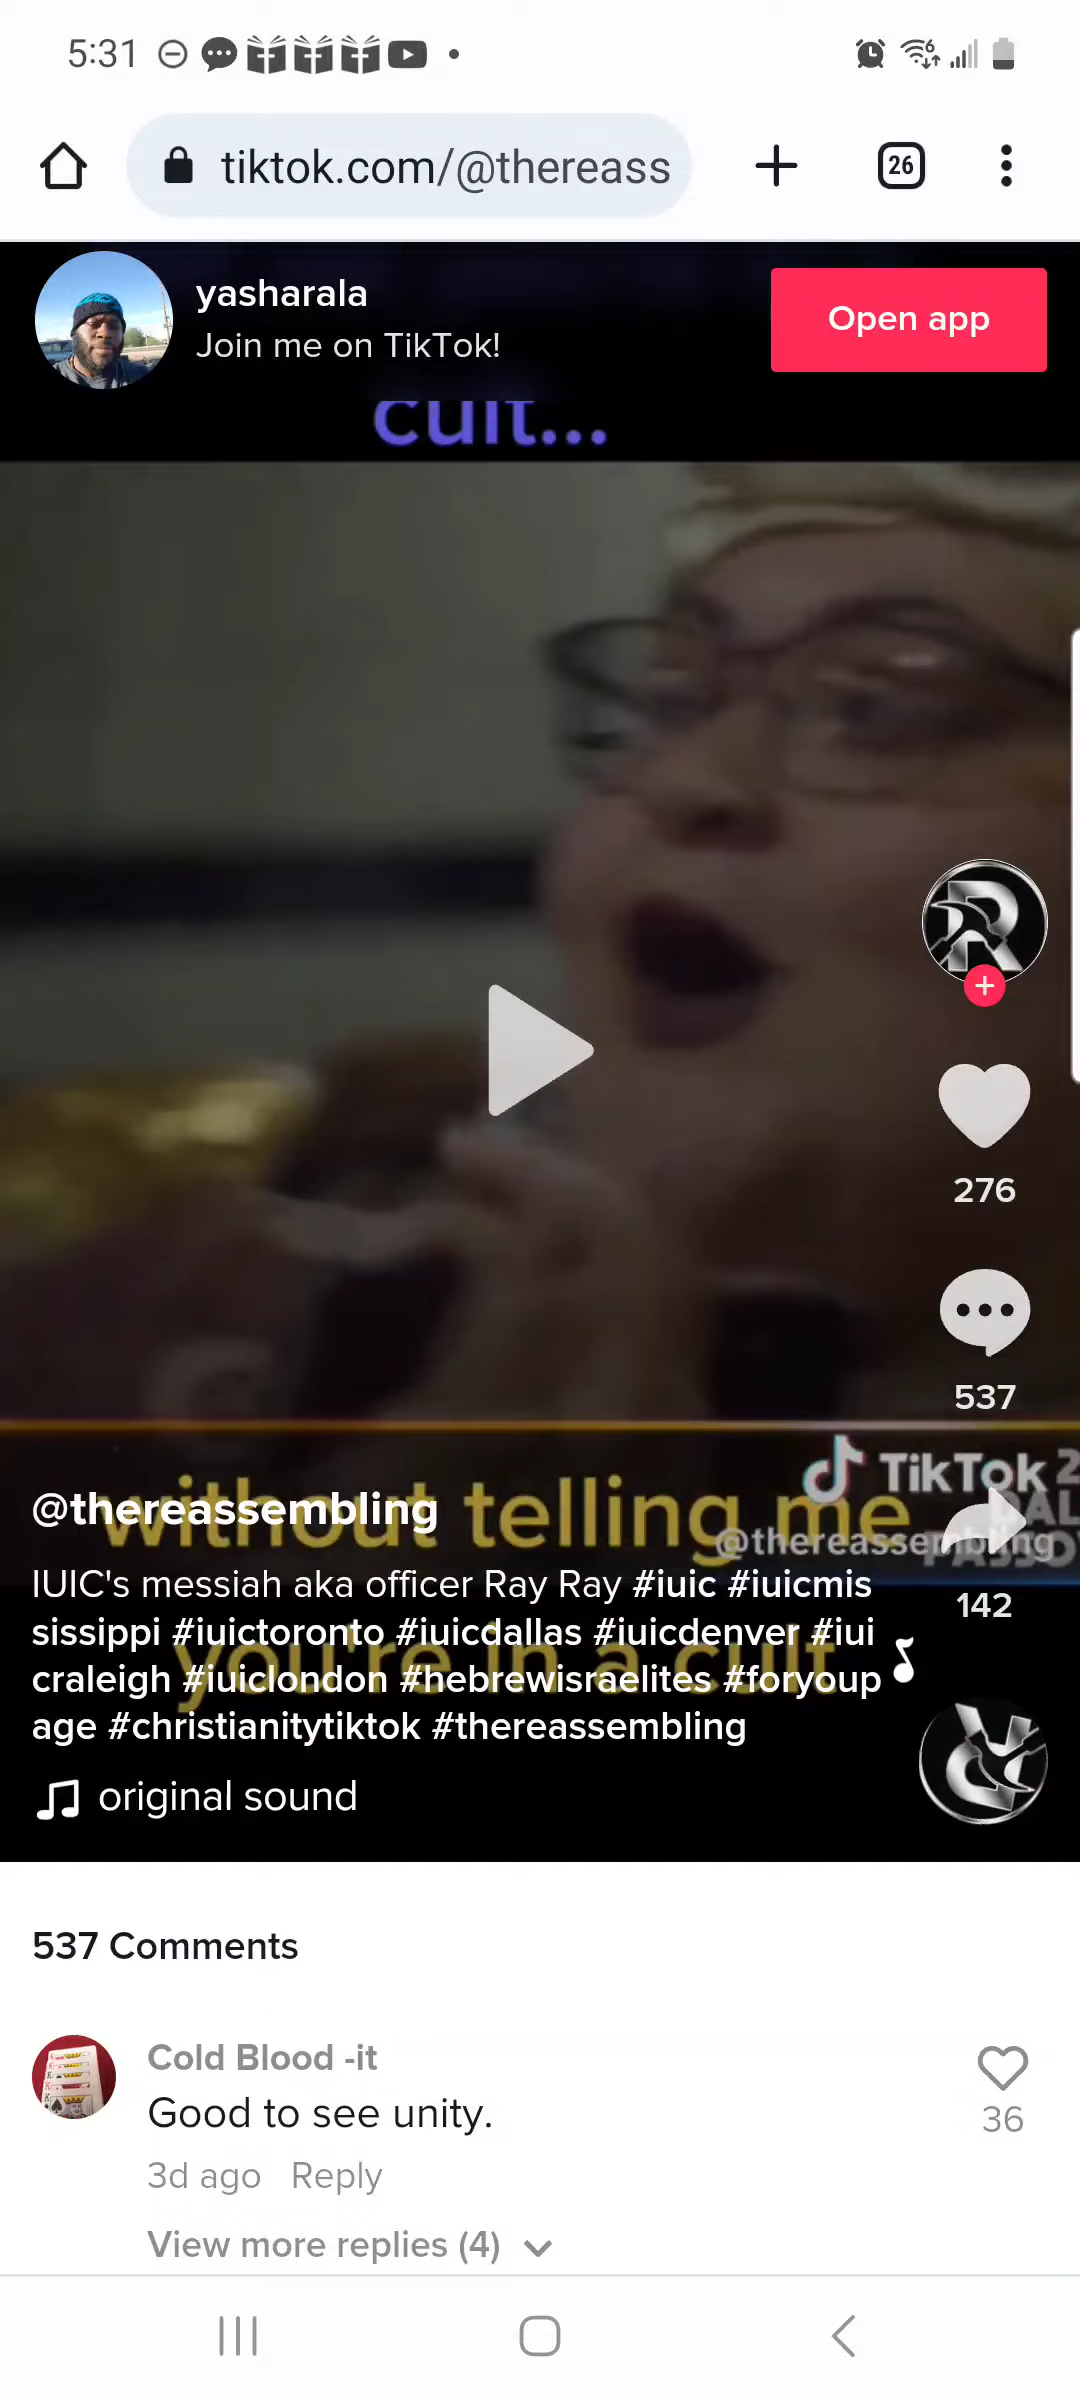 5:31
tiktok.com/@thereass
26
yasharala
Join me on TikTok!
Open app
cult...
276
537
TikTok
without telling me
@thereassembling
@thereassembling
142
IUIC's messiah aka officer Ray Ray #iuic #iuicmis
sissippi #iuictoronto #iuicdallas #iuicdenver #iui
craleigh #iuiclondon #hebrewisraelites #foryoup
age #christianitytiktok #thereassembling
you're in a cult
original sound
537 Comments
Cold Blood -it
Good to see unity.
36
3d ago Reply
View more replies (4)